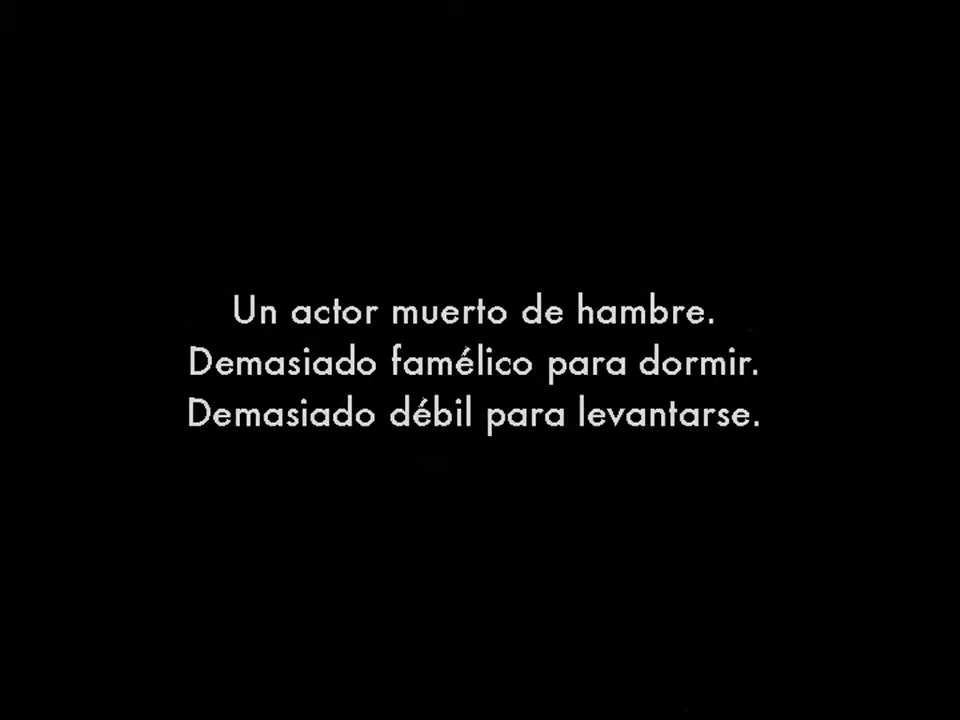 Un actor muerto de hambre.
Demasiado famélico para dormir.
Demasiado débil para levantarse.